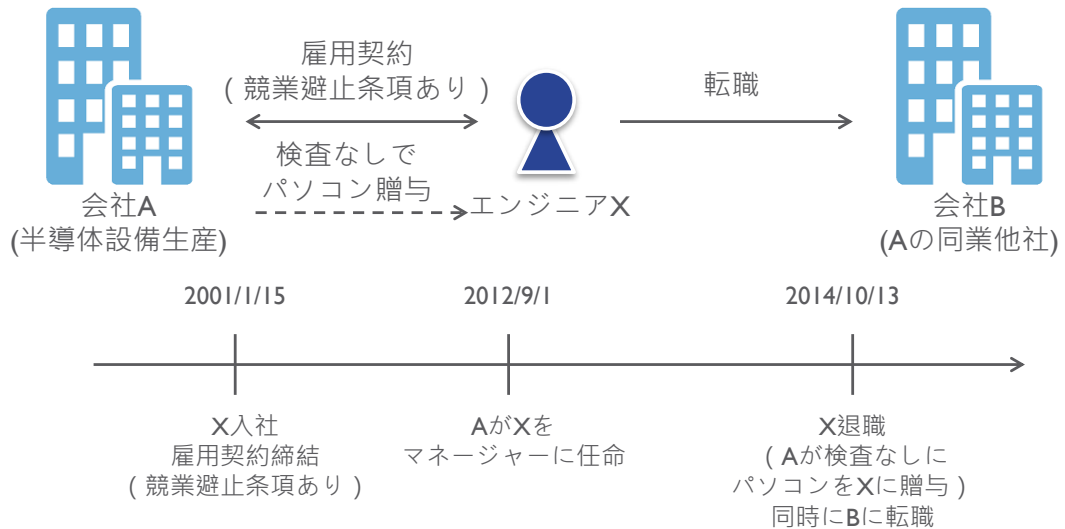 雇用契約
( 競業避止条項あり )
転職
検査なしで
パソコン贈与
会社A
(半導体設備生産)
エンジニアX
会社B
(Aの同業他社)
2001/1/15
2012/9/1
2014/10/13
X入社
雇用契約締結
( 競業避止条項あり )
AがXを
マネージャーに任命
X退職
( Aが検査なしに
パソコンをXに贈与 )
同時にBに転職